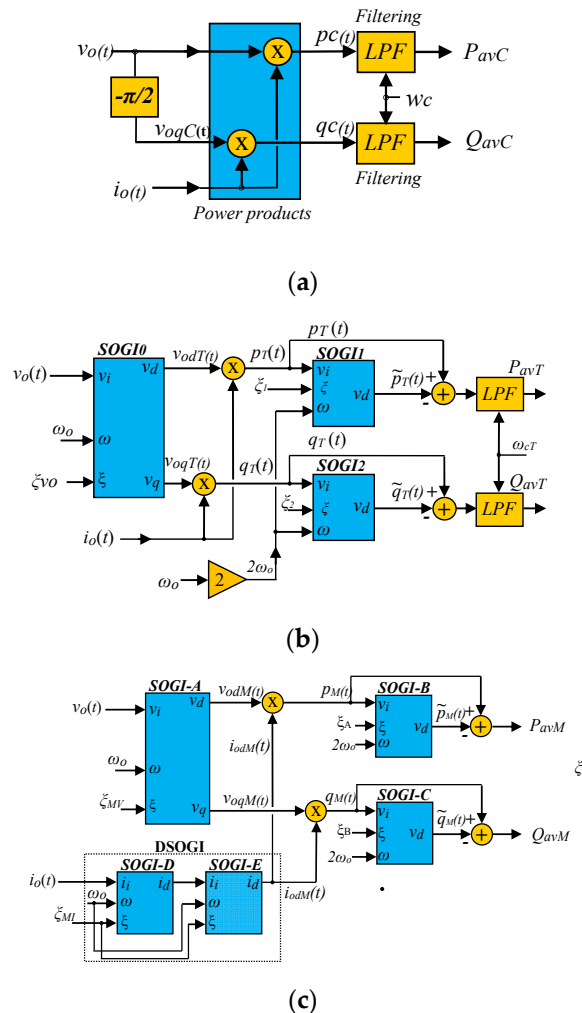 Filtering
vo(t)
X
pc(t)
LPF
PavC
-π/2
wc
voqC(t)
X
qc(t)
LPF
QavC
io(t)
Filtering
Power products
(a)
SOGI0
vodT(t)
pT(t)
pT(t)
SOGI1
vo(t)
vi
vd
X
vi
ξ1
ξ
vd
p̃T(t)
+
-
+
PavT
LPF
ω
ωo
ω
voqT(t)
qT(t)
qT(t)
SOGI2
ωcT
ξvo
ξ
vq
X
vi
ξ2
ξ
vd
q̃T(t)
+
-
+
QavT
LPF
io(t)
ω
ωo
2
2ωo
(b)
SOGI-A
vodM(t)
pM(t)
SOGI-B
vo(t)
vi
vd
X
vi
ξA
ξ
vd
p̃M(t)
+
-
+
PavM
iodM(t)
2ωo
ω
ωo
ω
ξ
voqM(t)
qM(t)
SOGI-C
ξMV
ξ
vq
X
vi
ξB
ξ
vd
q̃M(t)
+
-
+
QavM
DSOGI
2ωo
ω
SOGI-D
SOGI-E
io(t)
ii
id
ii
id
iodM(t)
ωo
ω
ω
ξMI
ξ
ξ
(c)